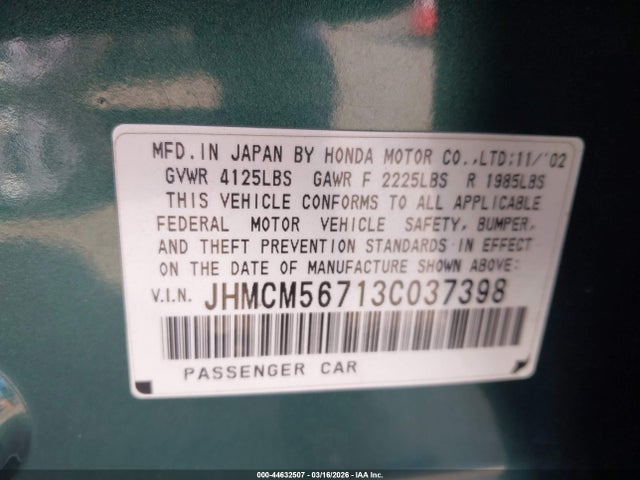 MFD. IN JAPAN BY HONDA MOTOR CO.,LTD:11/'02
GVWR 4125LBS GAWR F 2225LBS R 1985LBS
THIS VEHICLE CONFORMS TO ALL APPLICABLE
FEDERAL MOTOR VEHICLE SAFETY, BUMPER,
AND THEFT PREVENTION STANDARDS IN EFFECT
ON THE DATE OF MANUFACTURE SHOWN ABOVE:
V.I.N. JHMCM56713C037398
PASSENGER CAR
000-44632507 - 03/16/2026 - IAA Inc.